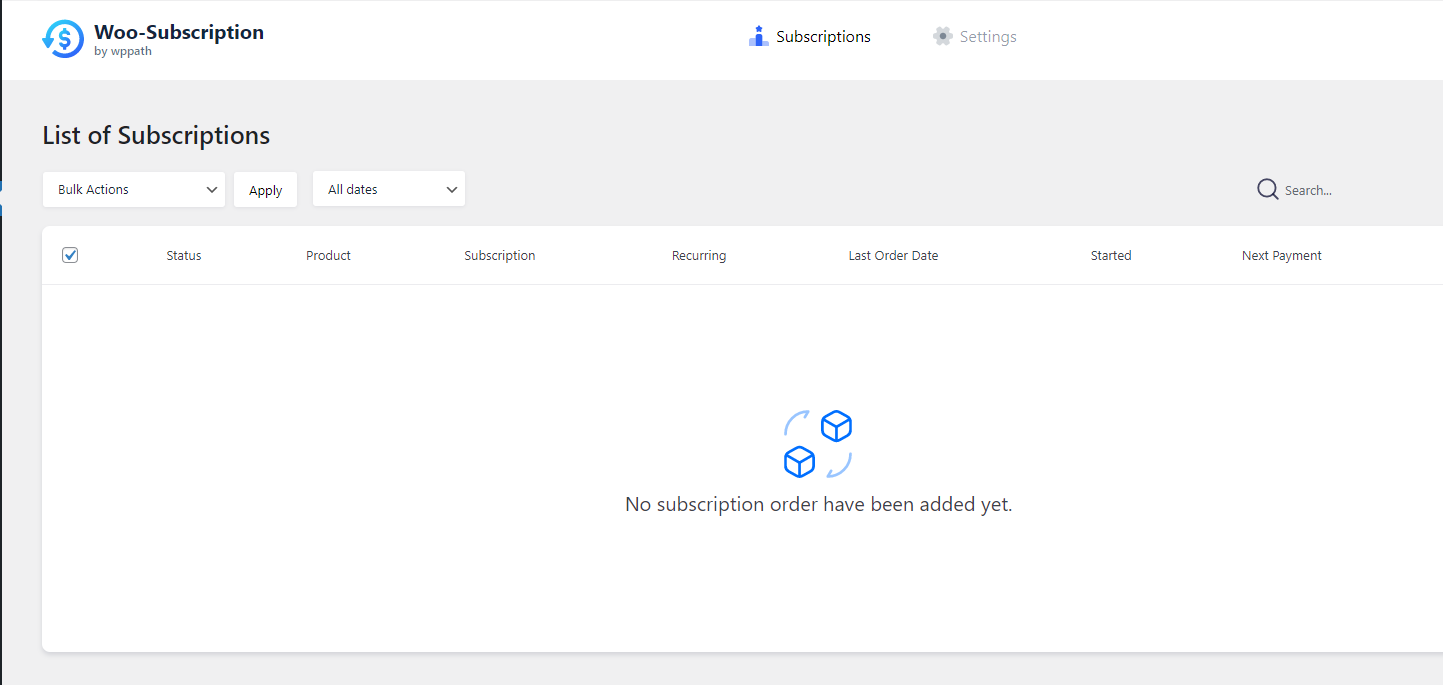 Woo-Subscription
by wppath
Subscriptions
Settings
List of Subscriptions
Bulk Actions
Apply
All dates
Search...
Status
Product
Subscription
Recurring
Last Order Date
Started
Next Payment
No subscription order have been added yet.